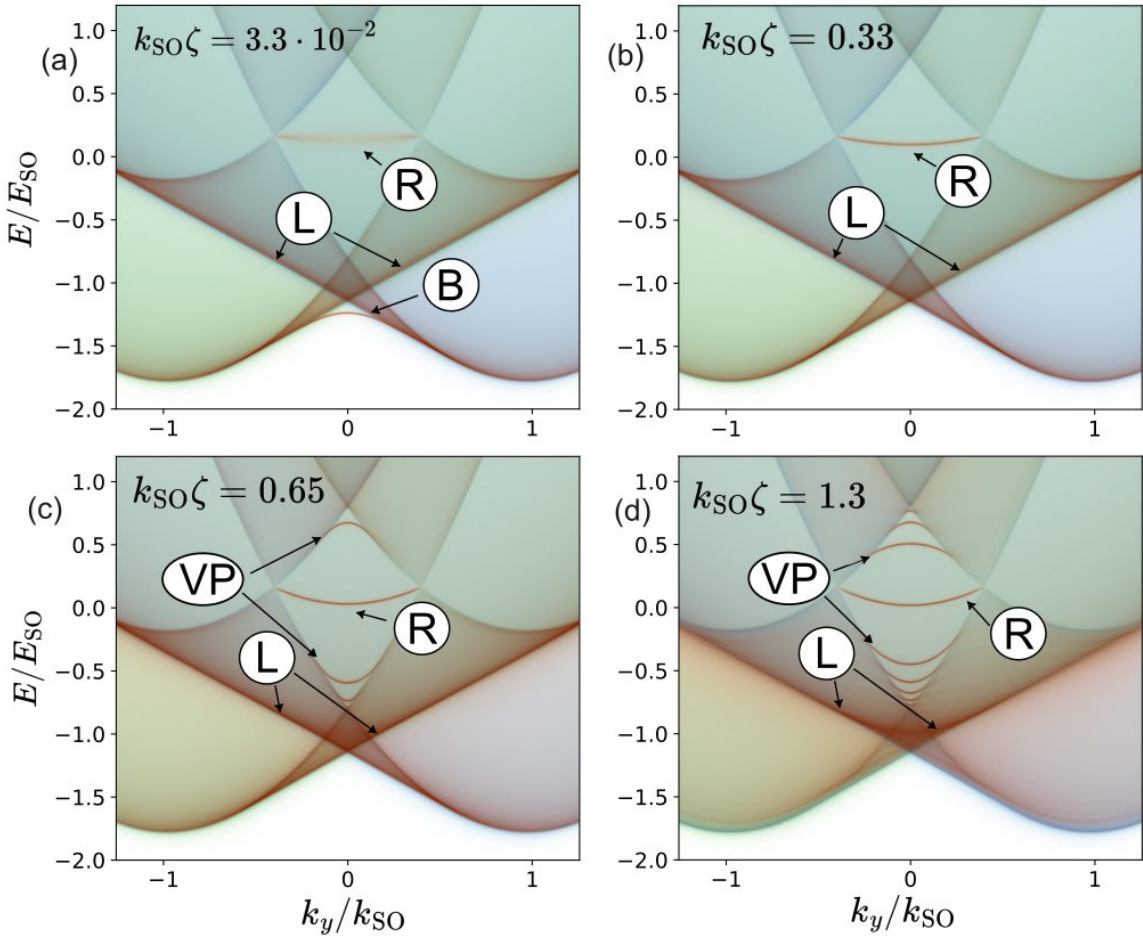 (a)
k_SO ζ = 3.3 · 10^−2
E/E_SO
1.0
0.5
0.0
−0.5
−1.0
−1.5
−2.0
R
L
B
−1
0
1
(b)
k_SO ζ = 0.33
1.0
0.5
0.0
−0.5
−1.0
−1.5
−2.0
R
L
−1
0
1
(c)
k_SO ζ = 0.65
E/E_SO
1.0
0.5
0.0
−0.5
−1.0
−1.5
−2.0
VP
R
L
−1
0
1
k_y/k_SO
(d)
k_SO ζ = 1.3
1.0
0.5
0.0
−0.5
−1.0
−1.5
−2.0
VP
R
L
−1
0
1
k_y/k_SO